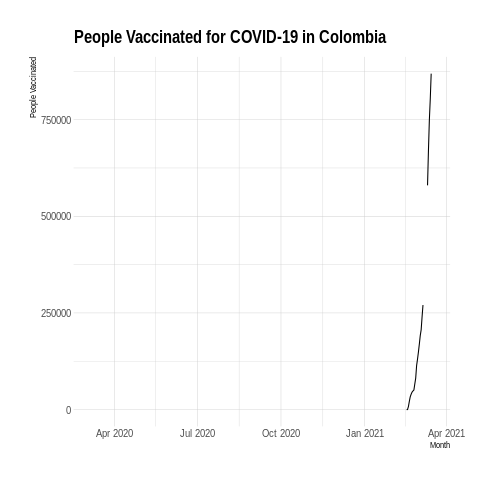 People Vaccinated for COVID-19 in Colombia
People Vaccinated
750000
500000
250000
0
Apr 2020 Jul 2020 Oct 2020 Jan 2021 Apr 2021
Month